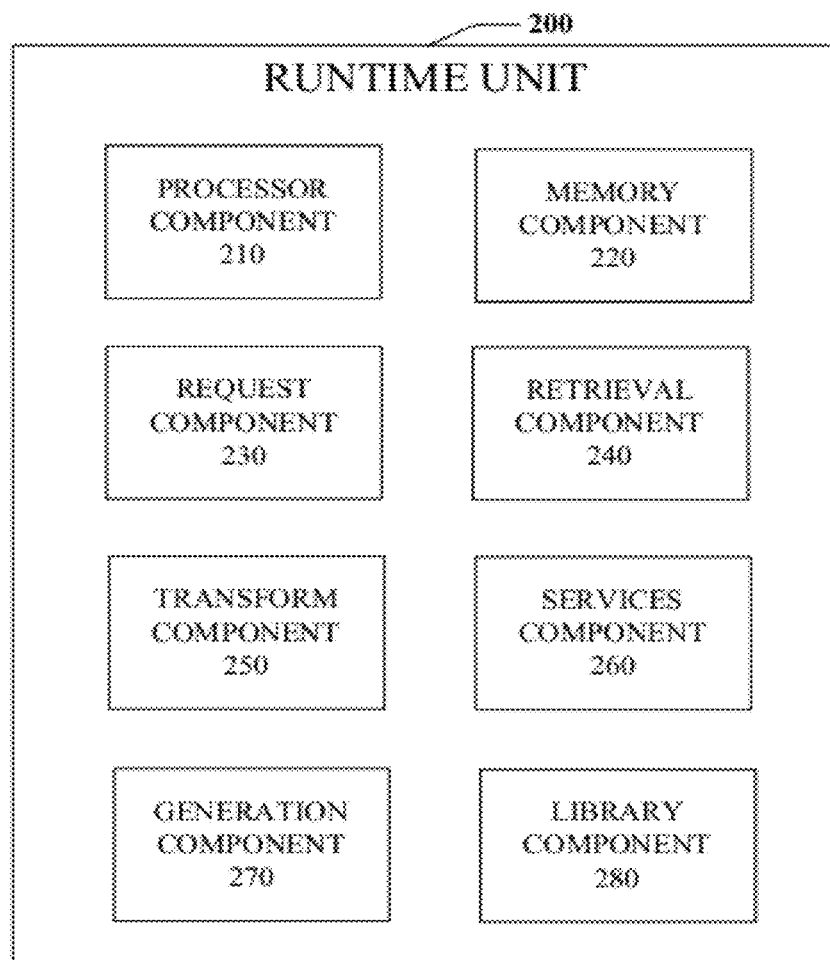 200
RUNTIME UNIT
PROCESSOR
COMPONENT
210
MEMORY
COMPONENT
220
REQUEST
COMPONENT
230
RETRIEVAL
COMPONENT
240
TRANSFORM
COMPONENT
250
SERVICES
COMPONENT
260
GENERATION
COMPONENT
270
LIBRARY
COMPONENT
280